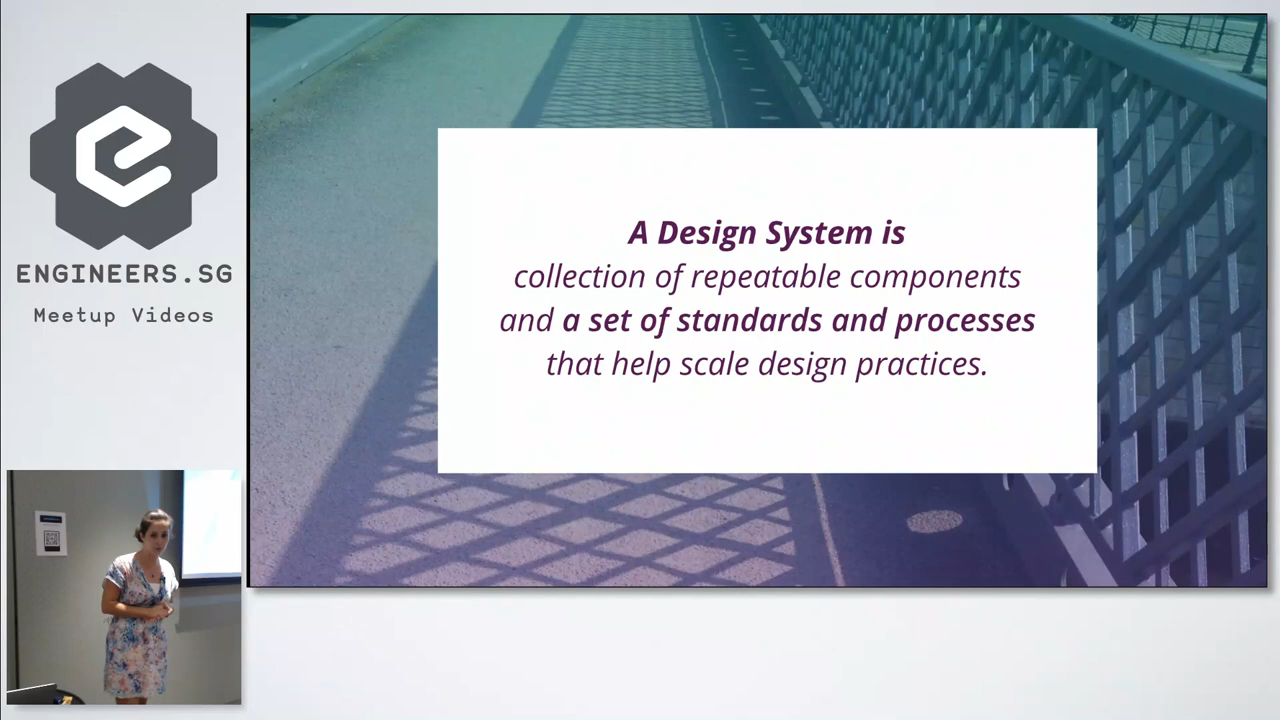 ENGINEERS.SG
Meetup Videos
A Design System is
collection of repeatable components
and a set of standards and processes
that help scale design practices.